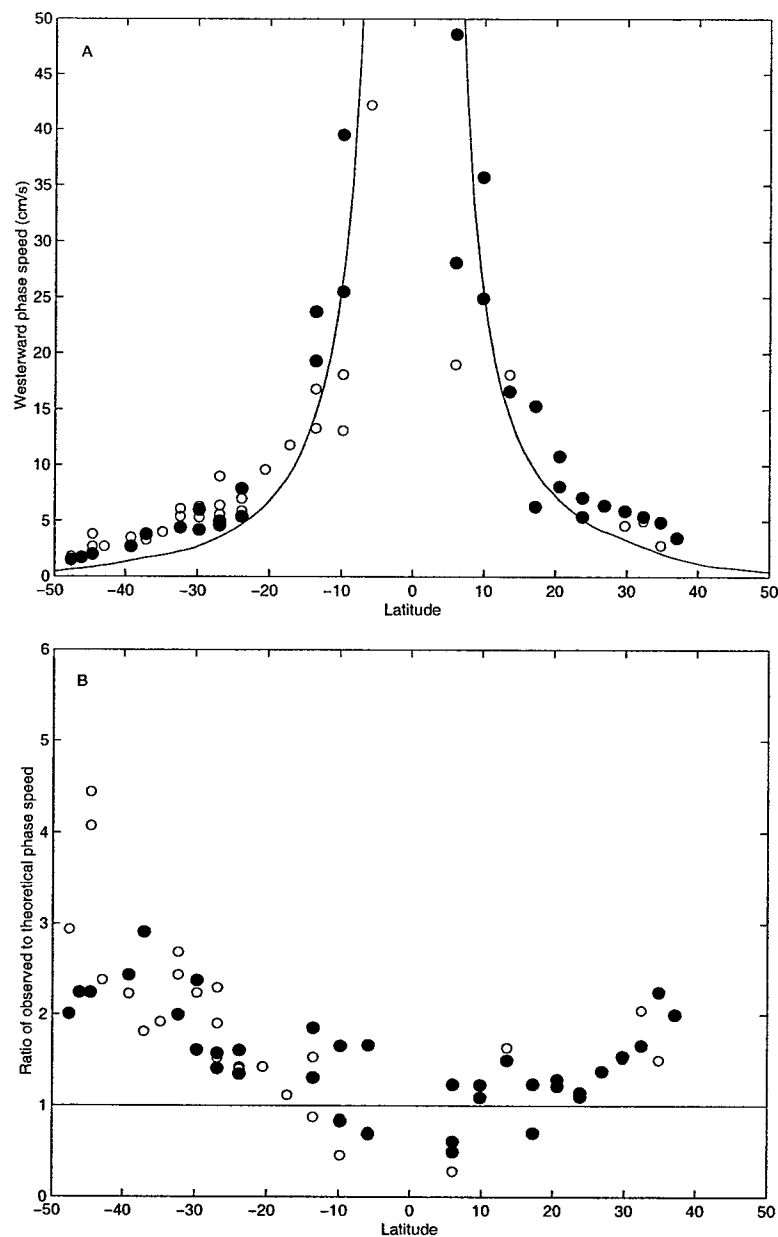 A
50
45
40
35
30
25
20
15
10
5
0
Westerward phase speed (cm/s)
−50 −40 −30 −20 −10 0 10 20 30 40 50
Latitude
B
6
5
4
3
2
1
0
Ratio of observed to theoretical phase speed
−50 −40 −30 −20 −10 0 10 20 30 40 50
Latitude